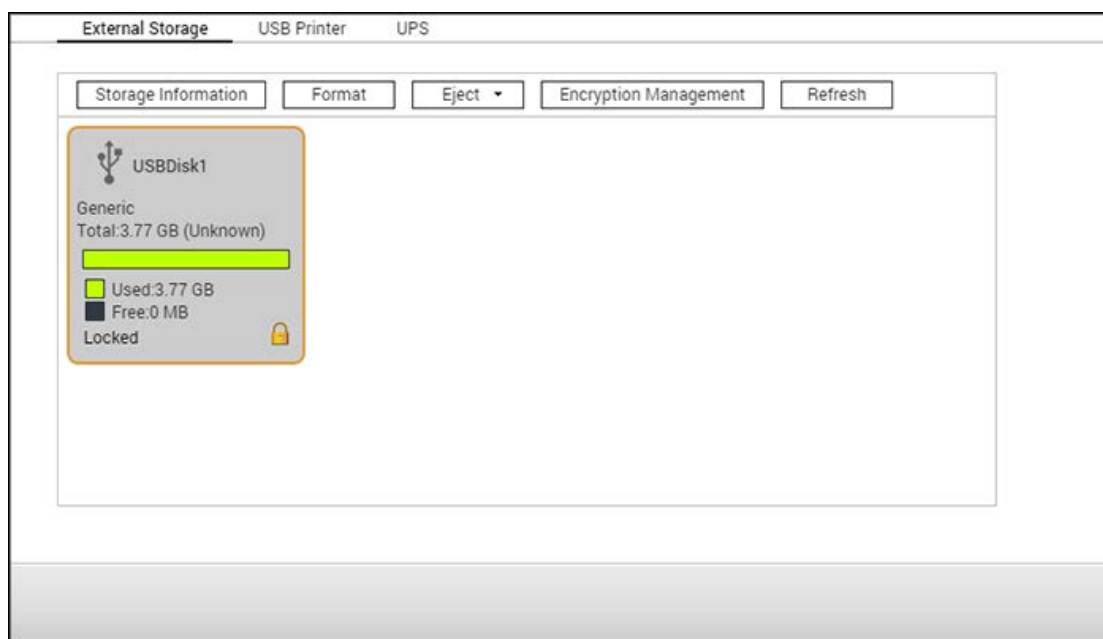 External Storage USB Printer UPS
Storage Information Format Eject Encryption Management Refresh
USBDisk1
Generic
Total:3.77 GB (Unknown)
Used:3.77 GB
Free:0 MB
Locked